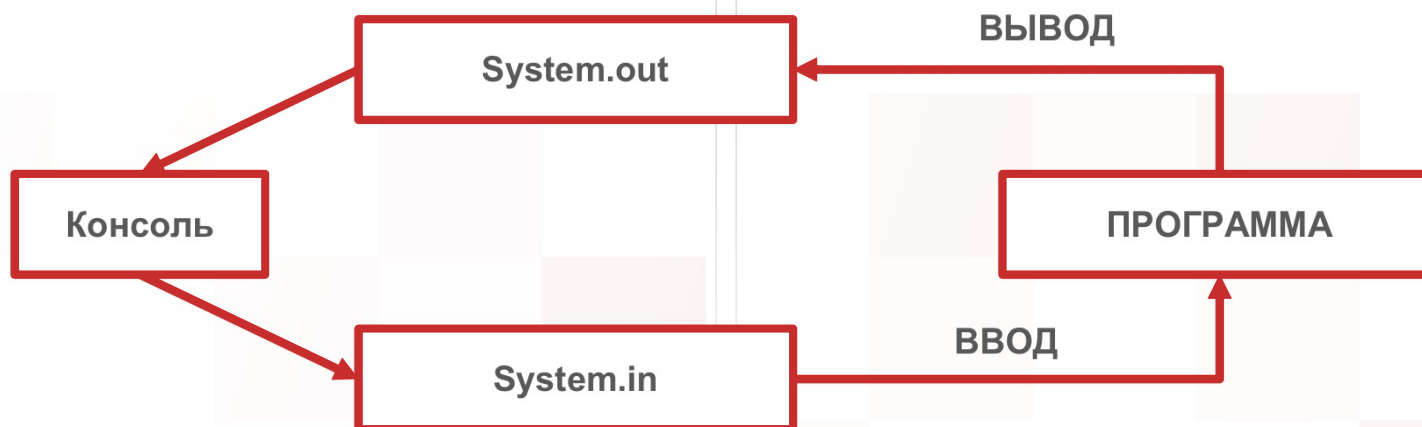 ВЫВОД
System.out
Консоль
ПРОГРАММА
ВВОД
System.in